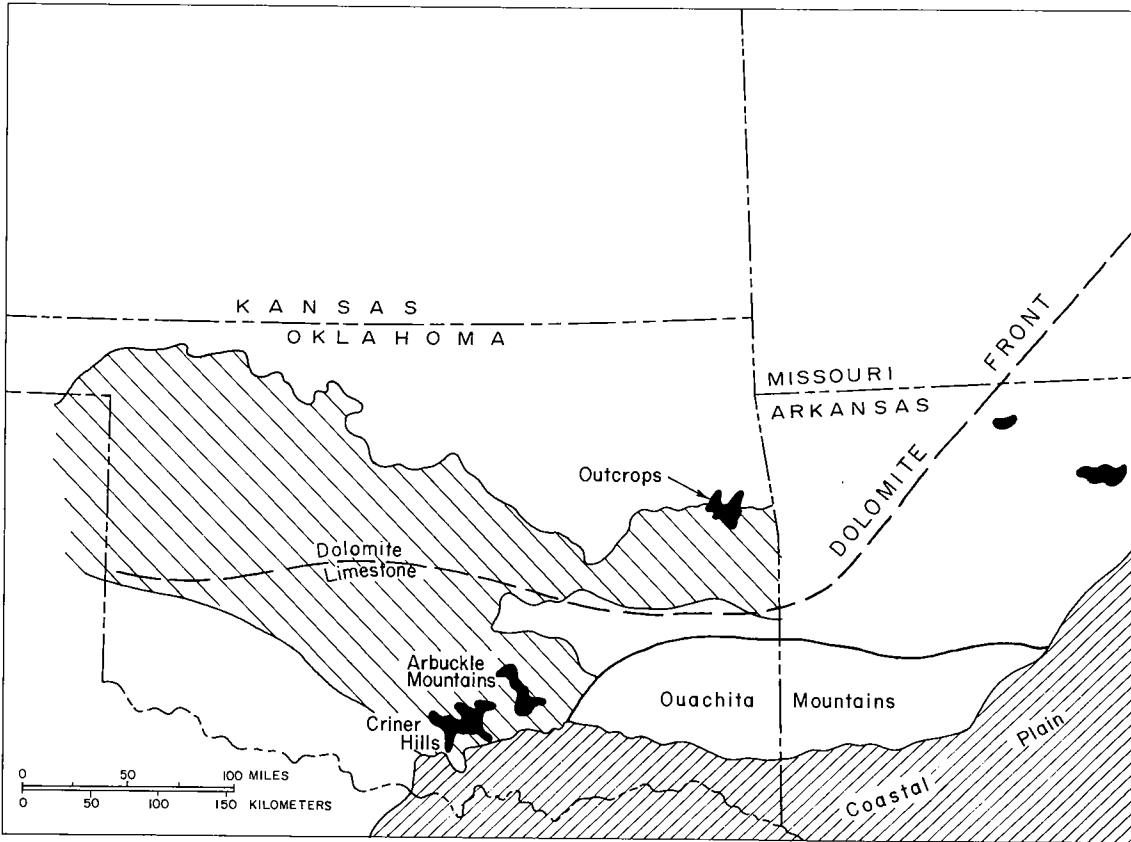 KANSAS
OKLAHOMA
MISSOURI
ARKANSAS
DOLOMITE FRONT
Outcrops
Dolomite
Limestone
Arbuckle
Mountains
Criner
Hills
Ouachita Mountains
Coastal Plain
0 50 100 MILES
0 50 100 150 KILOMETERS